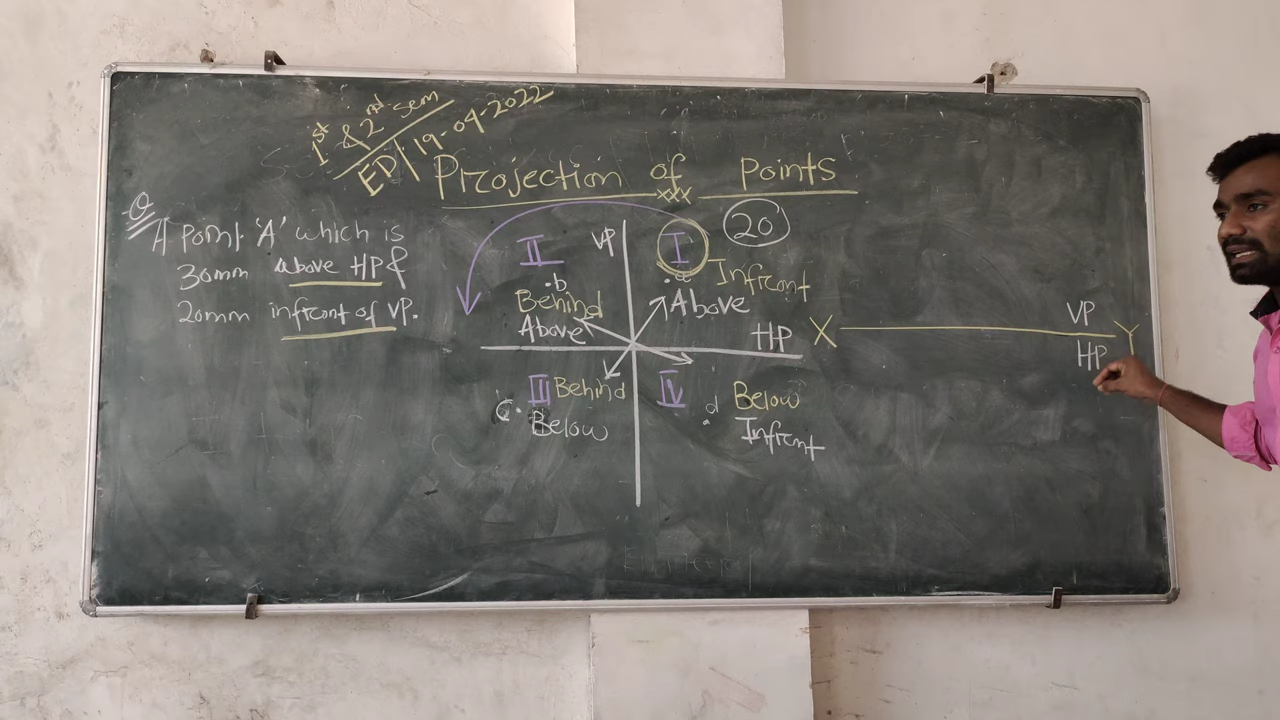 1st & 2nd sem
ED | 19-04-2022
Projection of Points
xxx
Q
A point 'A' which is
30mm above HP &
20mm infront of VP.
II
VP
I
20
.b
.a
Infront
Behind
Above
Above
HP
X
VP
Y
HP
III Behind
IV
Below
c.
Below
d
Infront